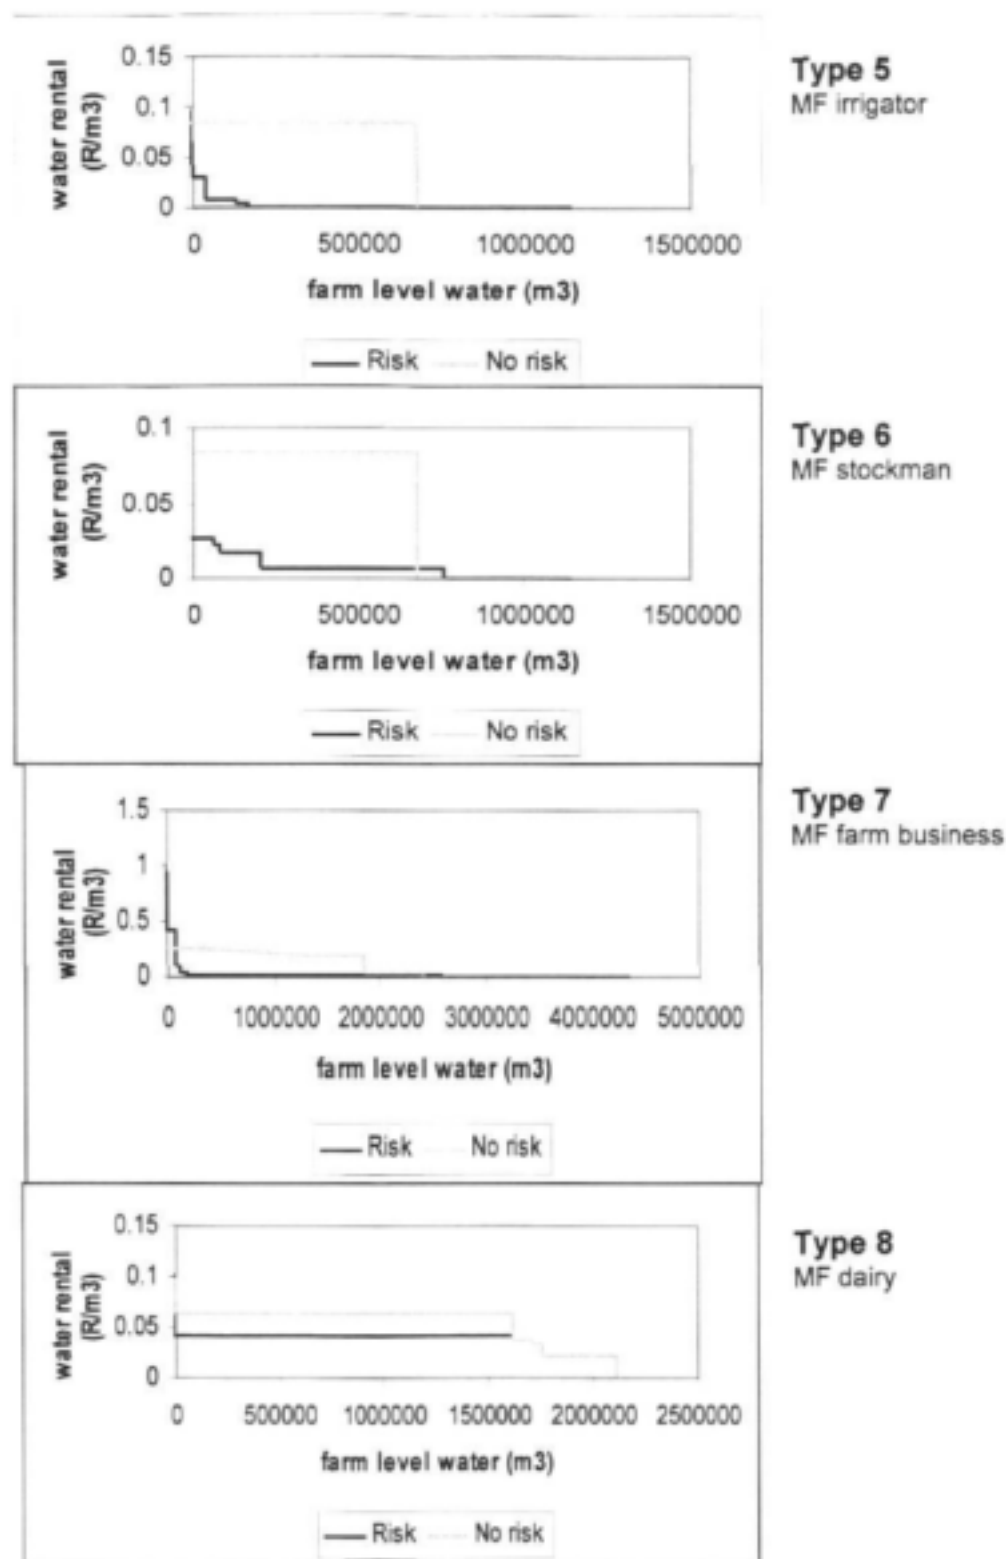 Type 5
MF irrigator
water rental
(R/m3)
0.15
0.1
0.05
0
0 500000 1000000 1500000
farm level water (m3)
Risk No risk
Type 6
MF stockman
water rental
(R/m3)
0.1
0.05
0
0 500000 1000000 1500000
farm level water (m3)
Risk No risk
Type 7
MF farm business
water rental
(R/m3)
1.5
1
0.5
0
0 1000000 2000000 3000000 4000000 5000000
farm level water (m3)
Risk No risk
Type 8
MF dairy
water rental
(R/m3)
0.15
0.1
0.05
0
0 500000 1000000 1500000 2000000 2500000
farm level water (m3)
Risk No risk